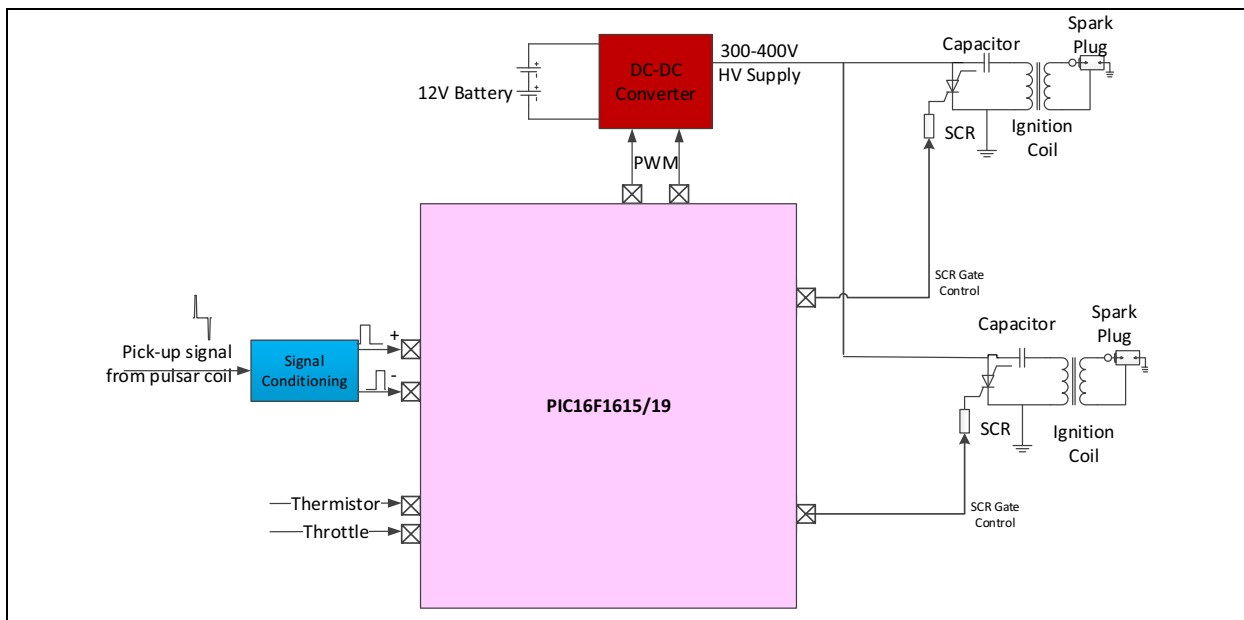 Spark
Plug
Capacitor
300-400V
HV Supply
DC-DC
Converter
12V Battery
SCR
Ignition
Coil
PWM
SCR Gate
Control
Spark
Plug
Capacitor
Pick-up signal
from pulsar coil
Signal
Conditioning
+
-
PIC16F1615/19
SCR
Ignition
Coil
Thermistor
Throttle
SCR Gate
Control